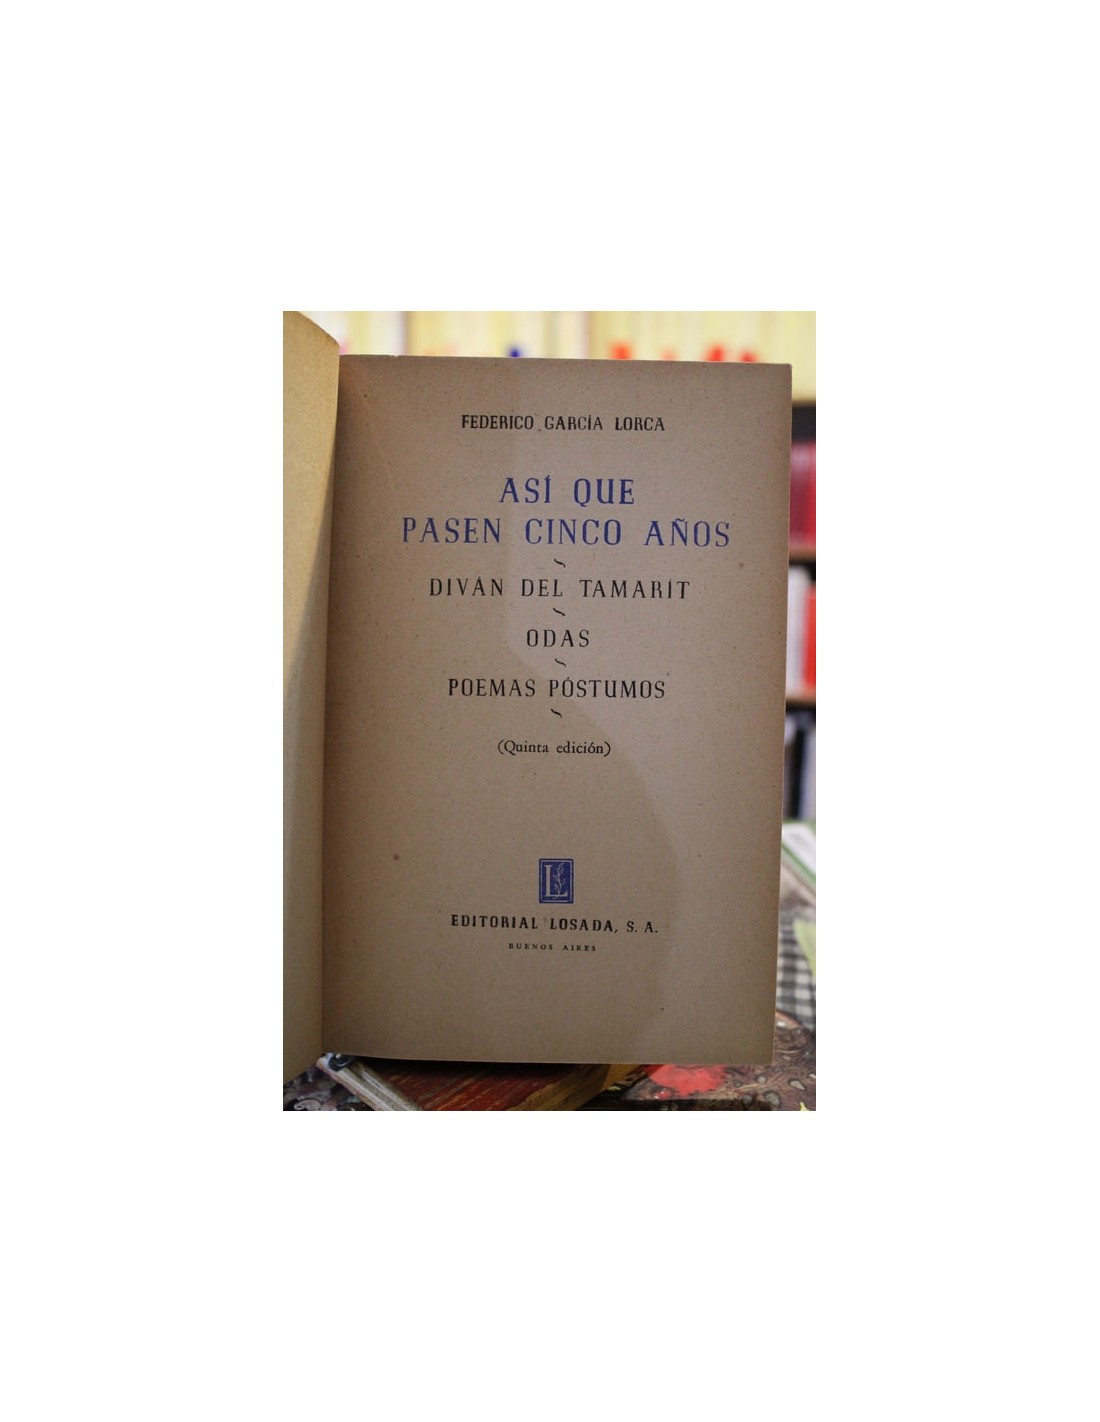 FEDERICO GARCÍA LORCA
ASÍ QUE
PASEN CINCO AÑOS
DIVÁN DEL TAMARIT
ODAS
POEMAS PÓSTUMOS
(Quinta edición)
L
EDITORIAL LOSADA, S. A.
BUENOS AIRES